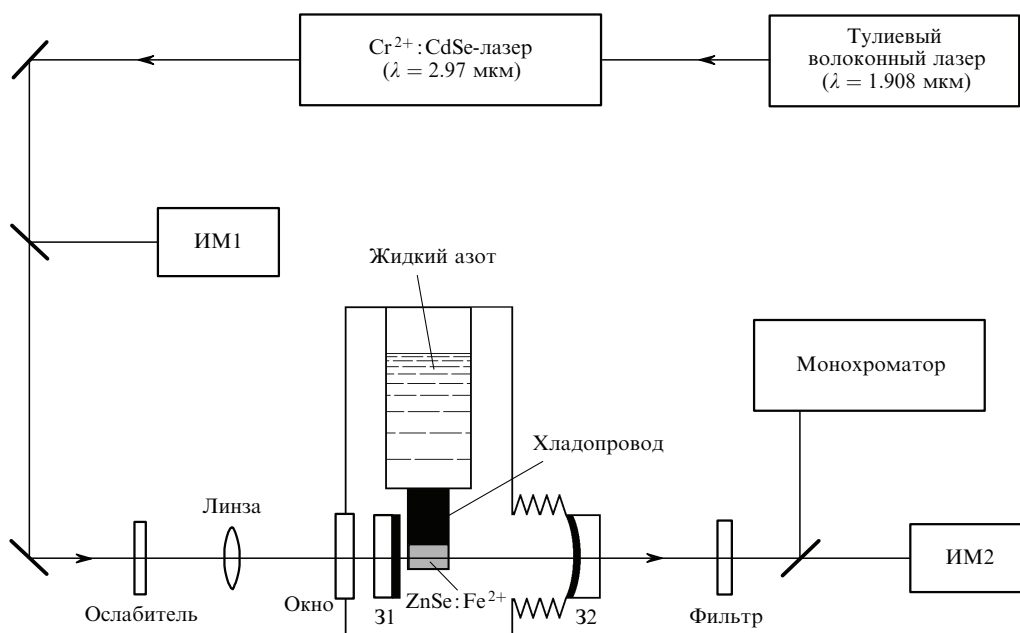 Cr²⁺:CdSe-лазер
(λ = 2.97 мкм)
Тулиевый
волоконный лазер
(λ = 1.908 мкм)
ИМ1
Жидкий азот
Монохроматор
Хладопровод
Линза
ИМ2
Ослабитель
Окно
З1
ZnSe:Fe²⁺
З2
Фильтр